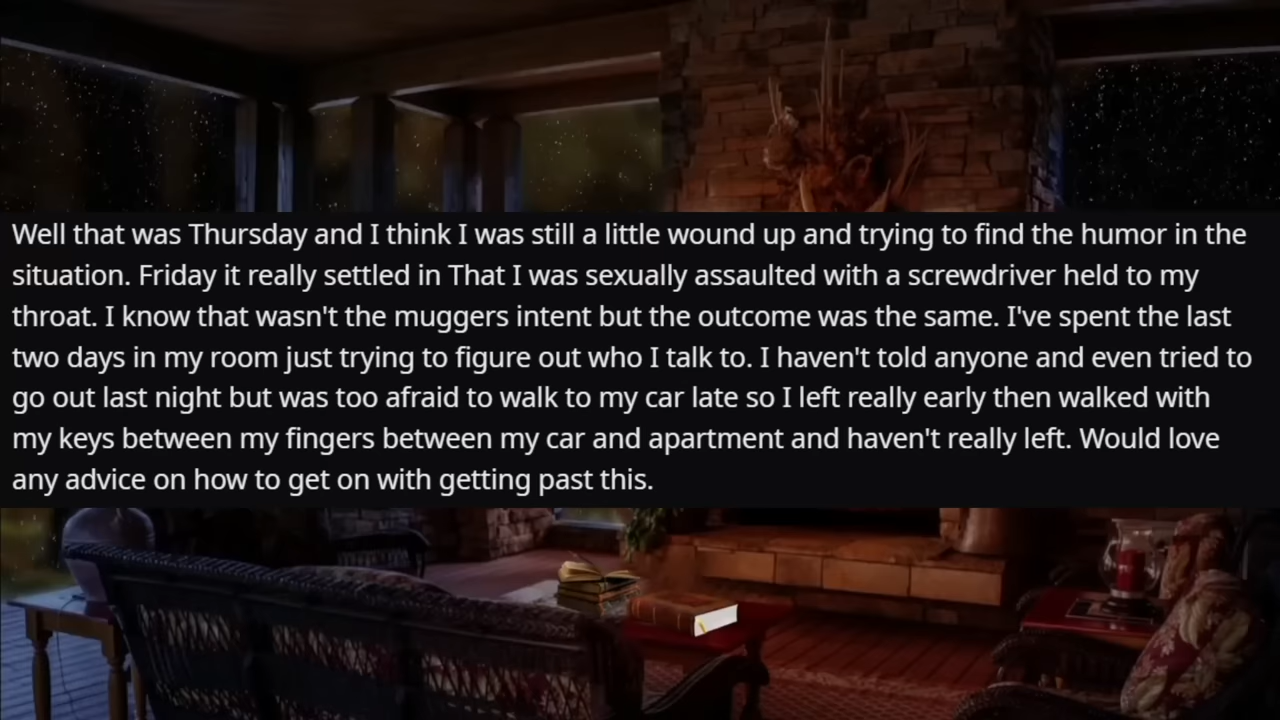 Well that was Thursday and I think I was still a little wound up and trying to find the humor in the
situation. Friday it really settled in That I was sexually assaulted with a screwdriver held to my
throat. I know that wasn't the muggers intent but the outcome was the same. I've spent the last
two days in my room just trying to figure out who I talk to. I haven't told anyone and even tried to
go out last night but was too afraid to walk to my car late so I left really early then walked with
my keys between my fingers between my car and apartment and haven't really left. Would love
any advice on how to get on with getting past this.